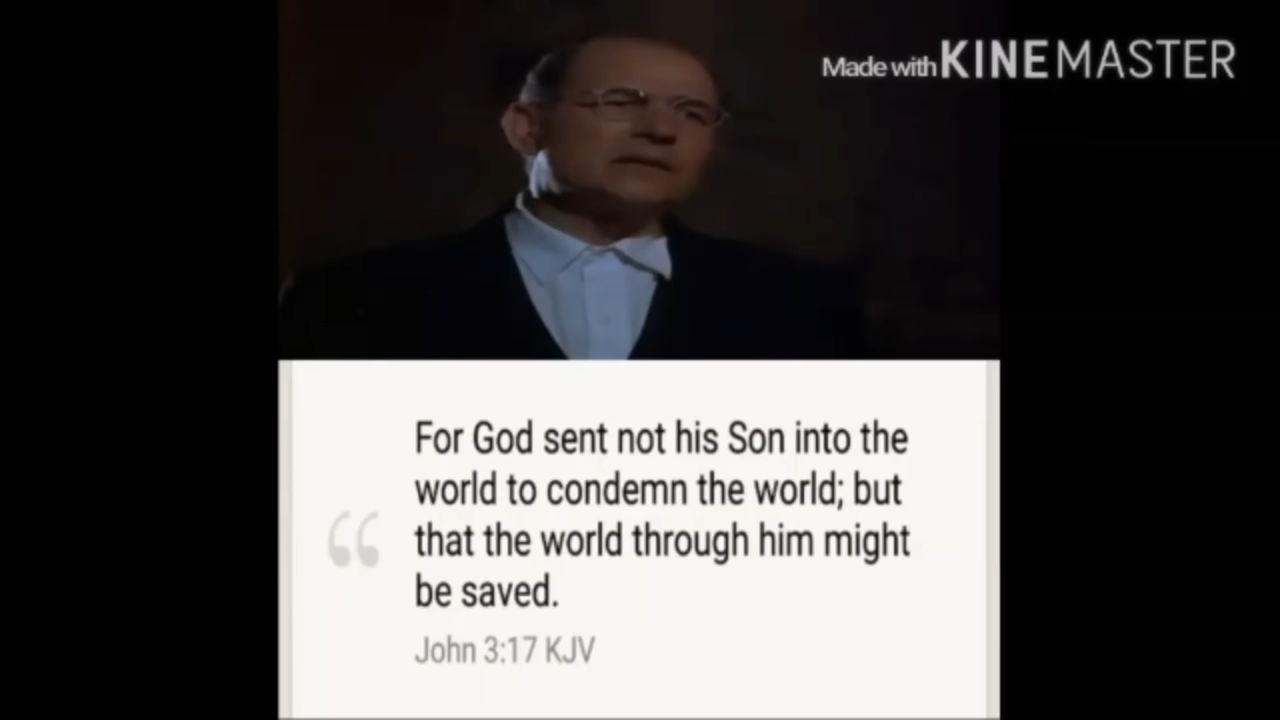 Made with KINEMASTER
For God sent not his Son into the
world to condemn the world; but
that the world through him might
be saved.
John 3:17 KJV